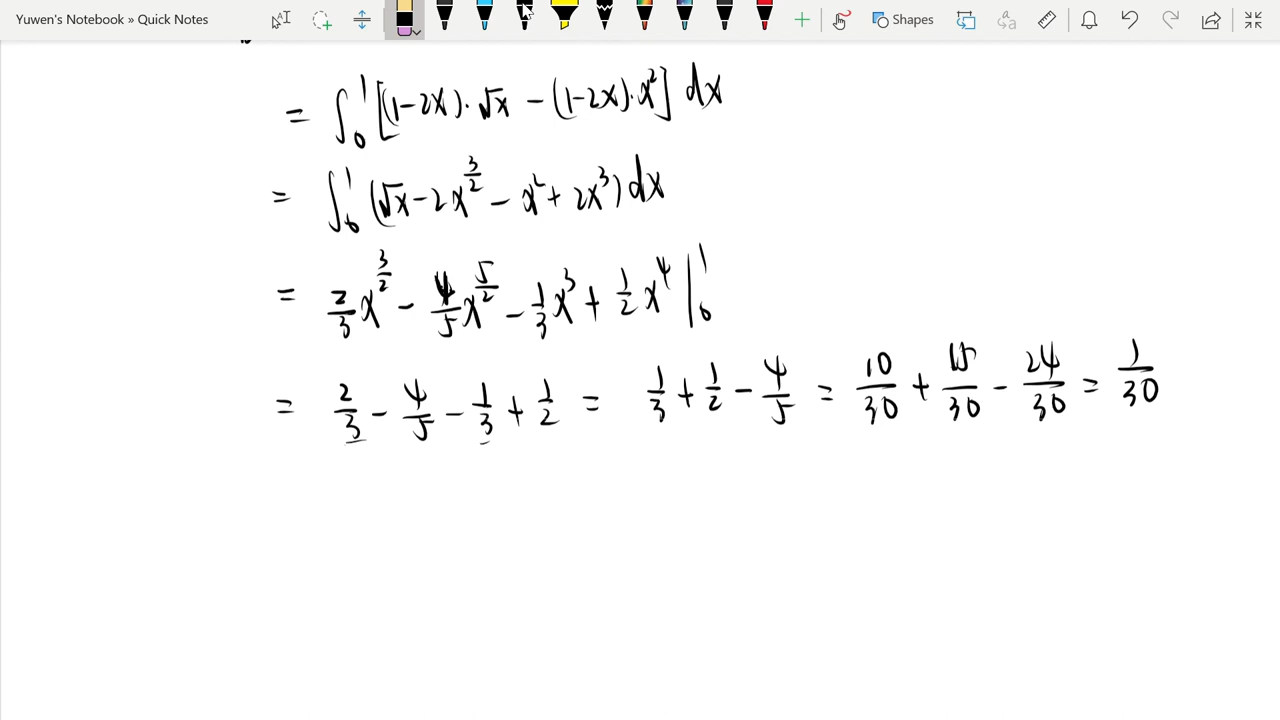 Yuwen's Notebook » Quick Notes
Shapes
= ∫₀¹ [(1-2x)·√x - (1-2x)·x²] dx
= ∫₀¹ (√x - 2x^(3/2) - x² + 2x³) dx
= 2/3 x^(3/2) - 4/5 x^(5/2) - 1/3 x³ + 1/2 x⁴ |₀¹
= 2/3 - 4/5 - 1/3 + 1/2 = 1/3 + 1/2 - 4/5 = 10/30 + 15/30 - 24/30 = 1/30